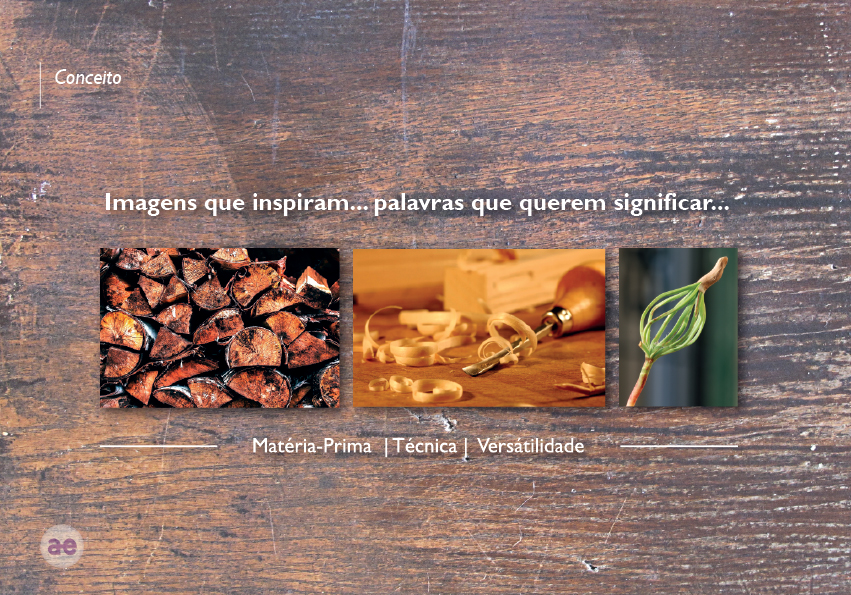 Conceito
Imagens que inspiram... palavras que querem significar...
Matéria-Prima | Técnica | Versátilidade
ae